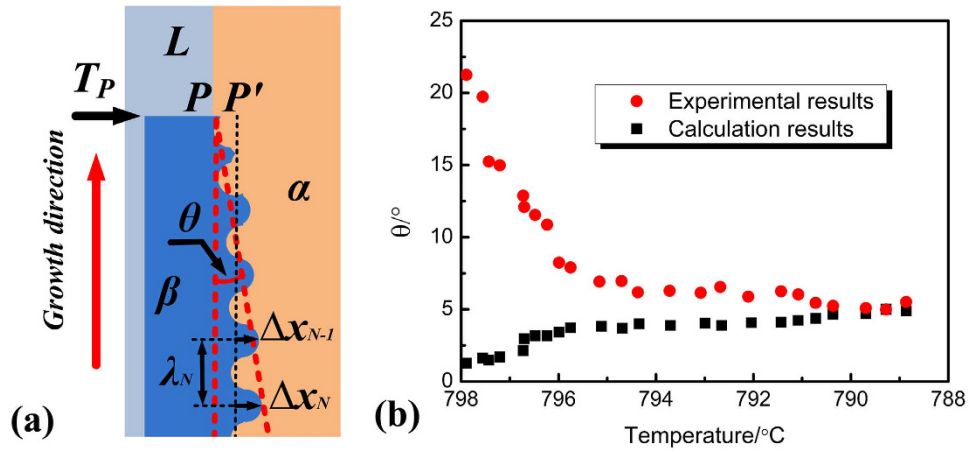 L
T_P
P P'
Growth direction
θ
α
β
Δx_{N-1}
λ_N
Δx_N
(a)
25
20
15
10
5
0
θ/°
Experimental results
Calculation results
798 796 794 792 790 788
Temperature/°C
(b)